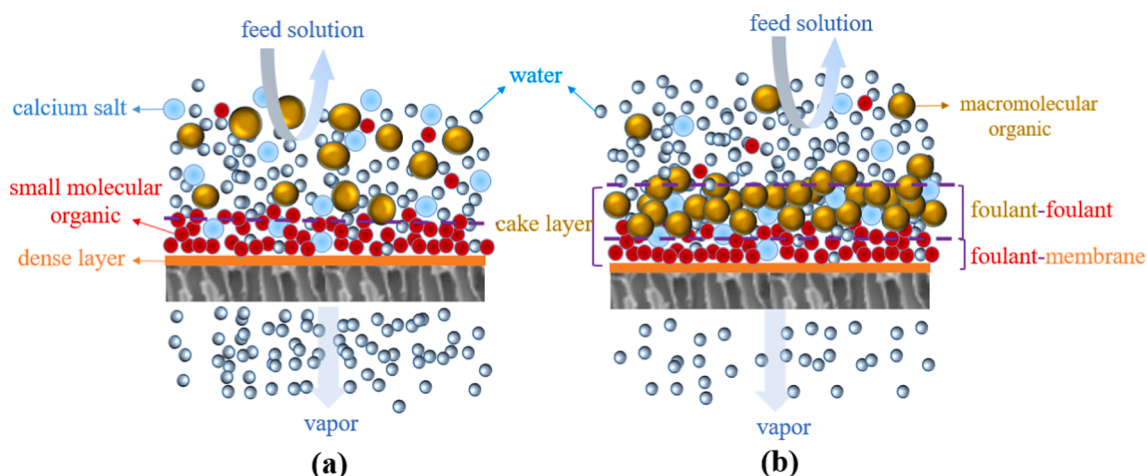 feed solution
calcium salt
small molecular
organic
dense layer
vapor
(a)
feed solution
water
macromolecular
organic
cake layer
foulant-foulant
foulant-membrane
vapor
(b)